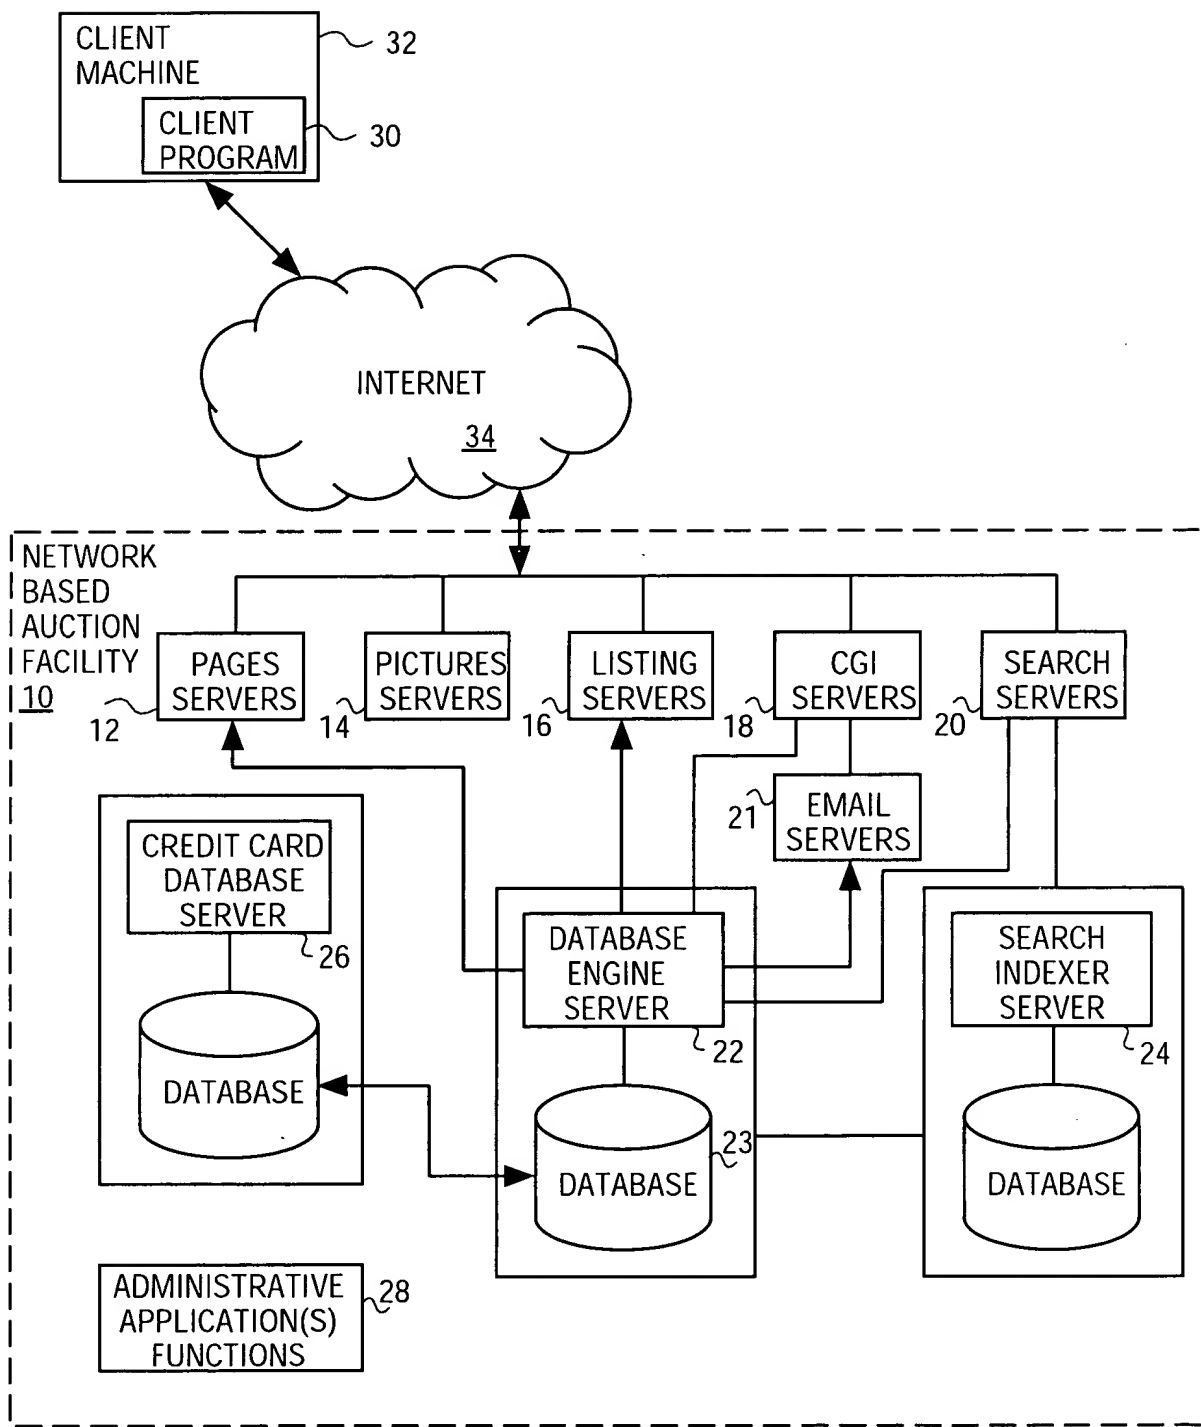 CLIENT
MACHINE
32
CLIENT
PROGRAM
30
INTERNET
34
NETWORK
BASED
AUCTION
FACILITY
10
PAGES
SERVERS
12
PICTURES
SERVERS
14
LISTING
SERVERS
16
CGI
SERVERS
18
SEARCH
SERVERS
20
EMAIL
SERVERS
21
CREDIT CARD
DATABASE
SERVER
26
DATABASE
DATABASE
ENGINE
SERVER
22
DATABASE
23
SEARCH
INDEXER
SERVER
24
DATABASE
ADMINISTRATIVE
APPLICATION(S)
FUNCTIONS
28